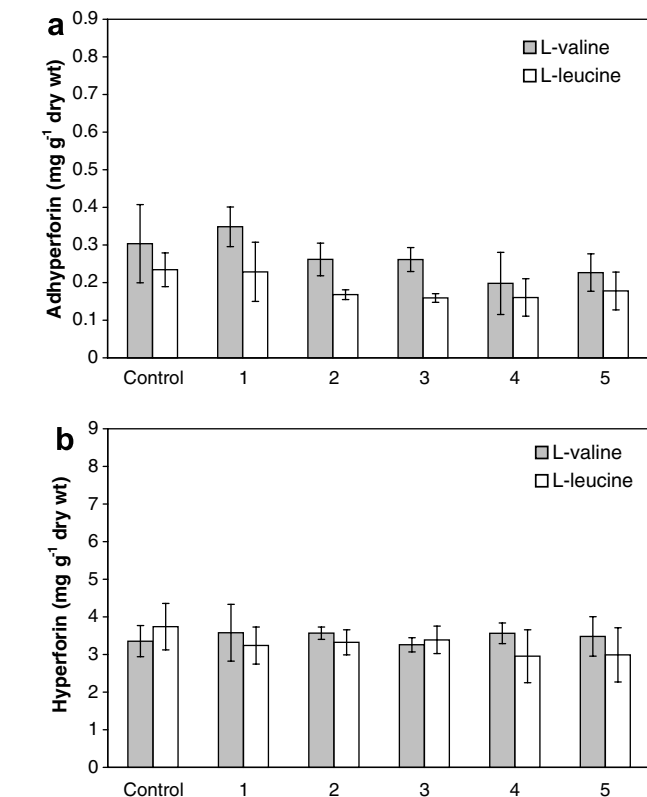 a
Adhyperforin (mg g⁻¹ dry wt)
0.9
0.8
0.7
0.6
0.5
0.4
0.3
0.2
0.1
0
L-valine
L-leucine
Control 1 2 3 4 5
b
Hyperforin (mg g⁻¹ dry wt)
9
8
7
6
5
4
3
2
1
0
L-valine
L-leucine
Control 1 2 3 4 5